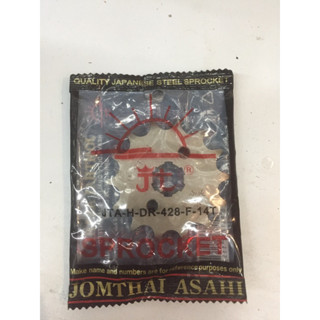 QUALITY JAPANESE STEEL SPROCKET
Jt ®
JTA-H-DR-428-F-14T
SPROCKET
Make name and numbers are for reference purposes only
JOMTHAI ASAHI